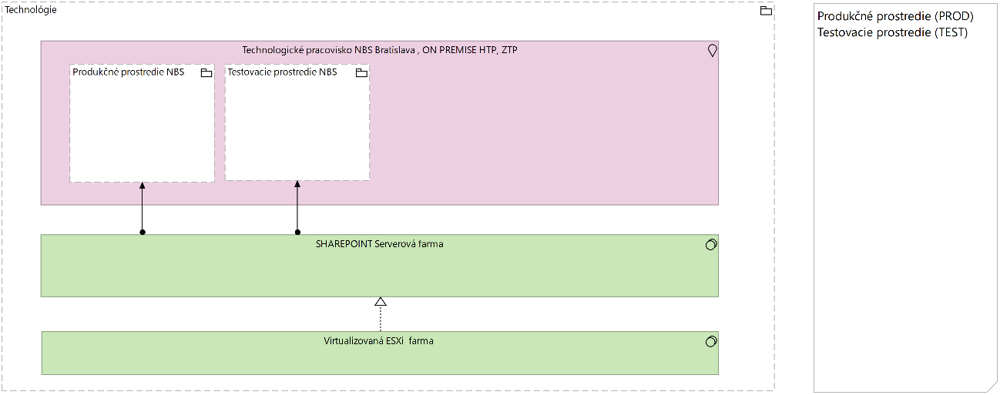 Technológie
Technologické pracovisko NBS Bratislava , ON PREMISE HTP, ZTP
Produkčné prostredie NBS
Testovacie prostredie NBS
SHAREPOINT Serverová farma
Virtualizovaná ESXi  farma
Produkčné prostredie (PROD)
Testovacie prostredie (TEST)